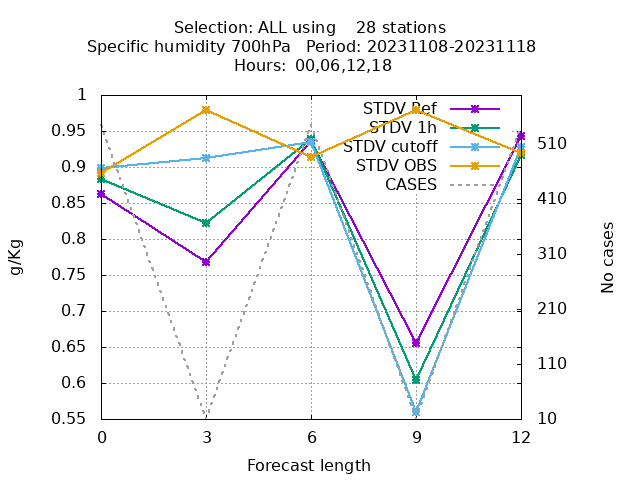 Selection: ALL using    28 stations
Specific humidity 700hPa   Period: 20231108-20231118
Hours:  00,06,12,18
STDV Ref
STDV 1h
STDV cutoff
STDV OBS
CASES
1
0.95
0.9
0.85
0.8
0.75
0.7
0.65
0.6
0.55
g/Kg
510
410
310
210
110
10
No cases
0 3 6 9 12
Forecast length